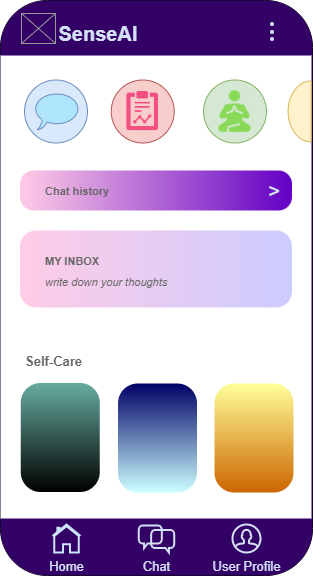 SenseAI
Chat history >
MY INBOX
write down your thoughts
Self-Care
Home Chat User Profile